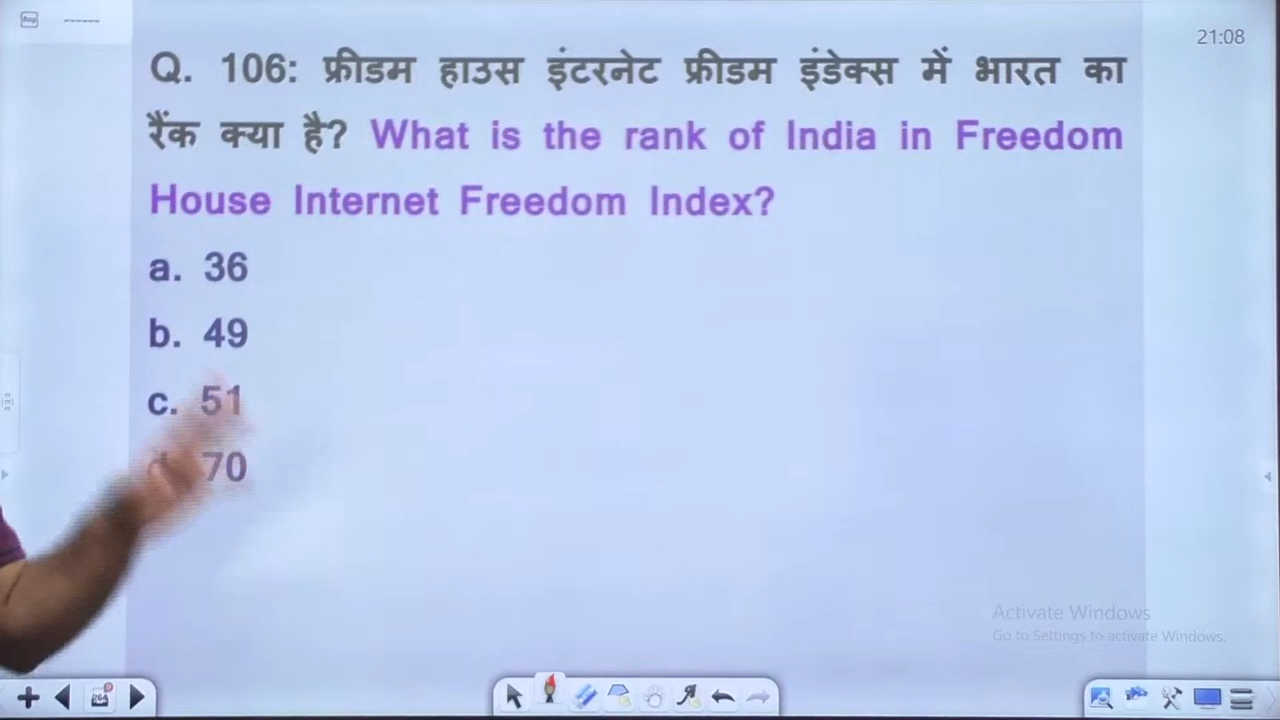 21:08
Q. 106: फ्रीडम हाउस इंटरनेट फ्रीडम इंडेक्स में भारत का
रैंक क्या है? What is the rank of India in Freedom
House Internet Freedom Index?
a. 36
b. 49
c. 51
70
Activate Windows
Go to Settings to activate Windows.